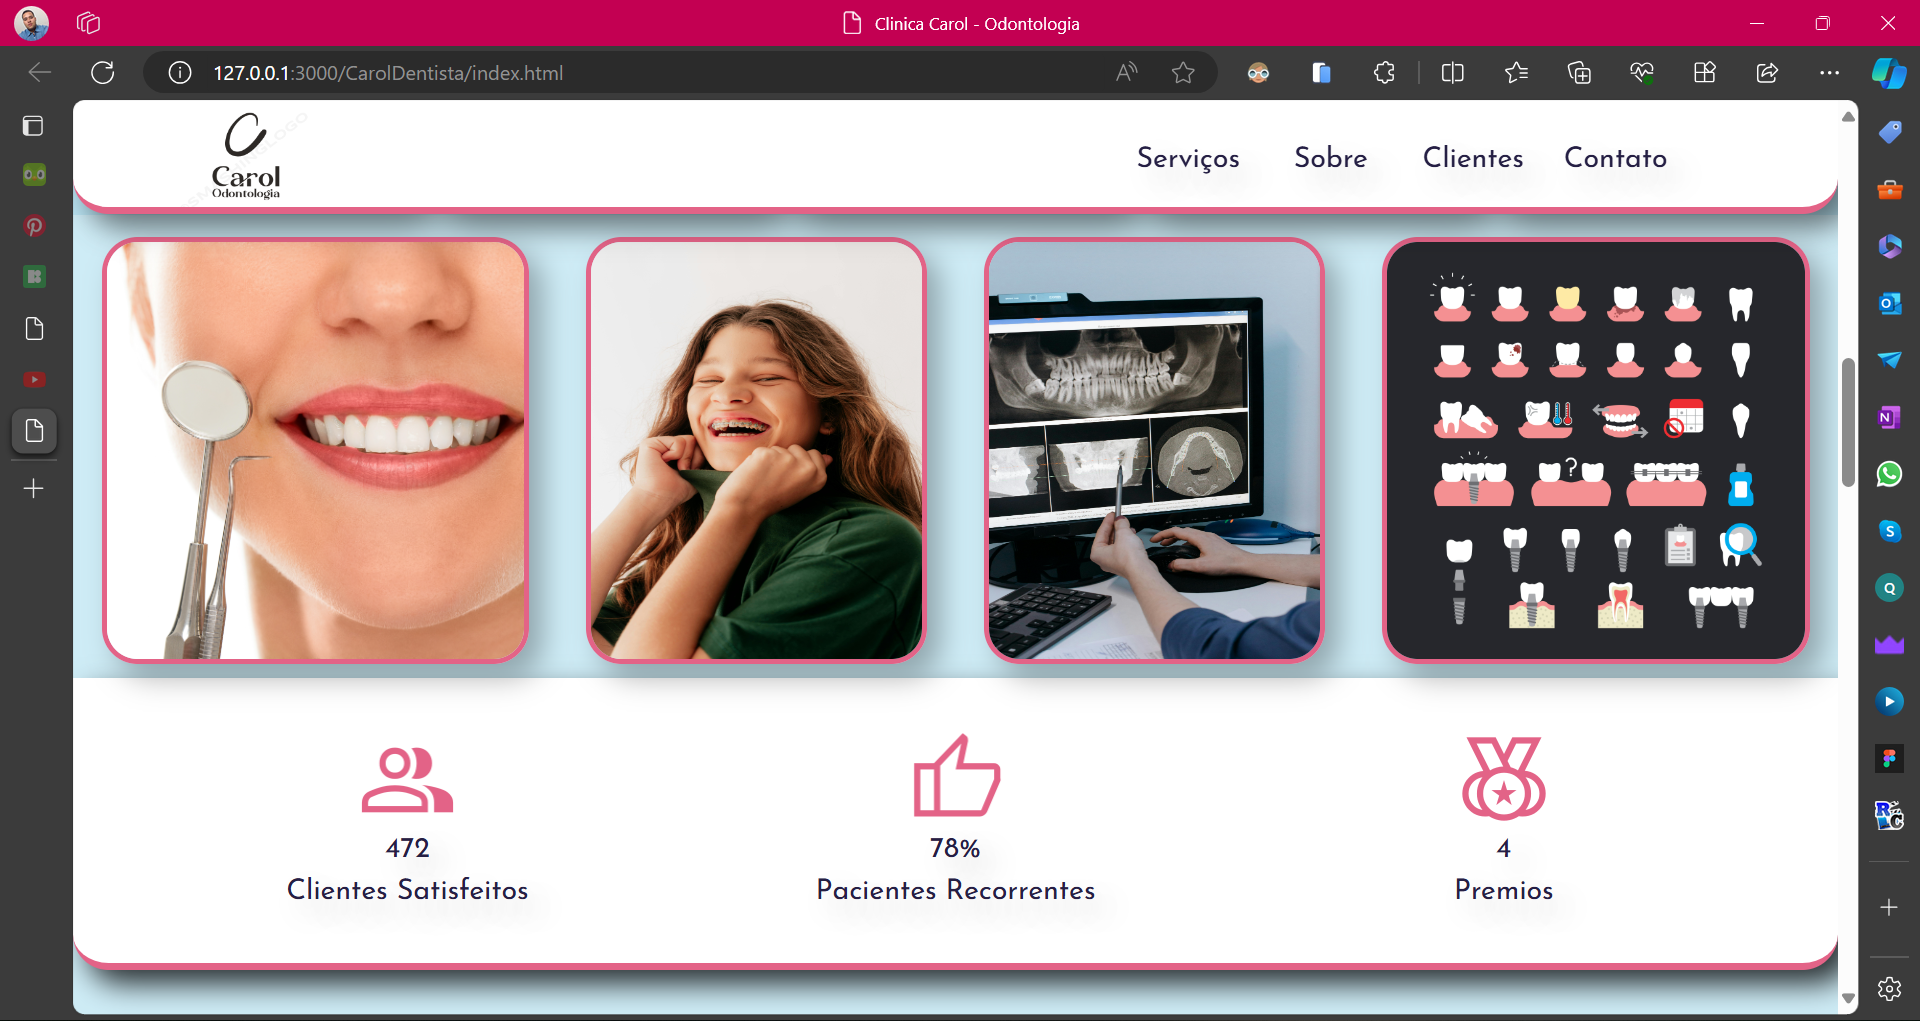 Clinica Carol - Odontologia
127.0.0.1:3000/CarolDentista/index.html
Carol
Odontologia
Serviços
Sobre
Clientes
Contato
?
472
Clientes Satisfeitos
78%
Pacientes Recorrentes
4
Premios